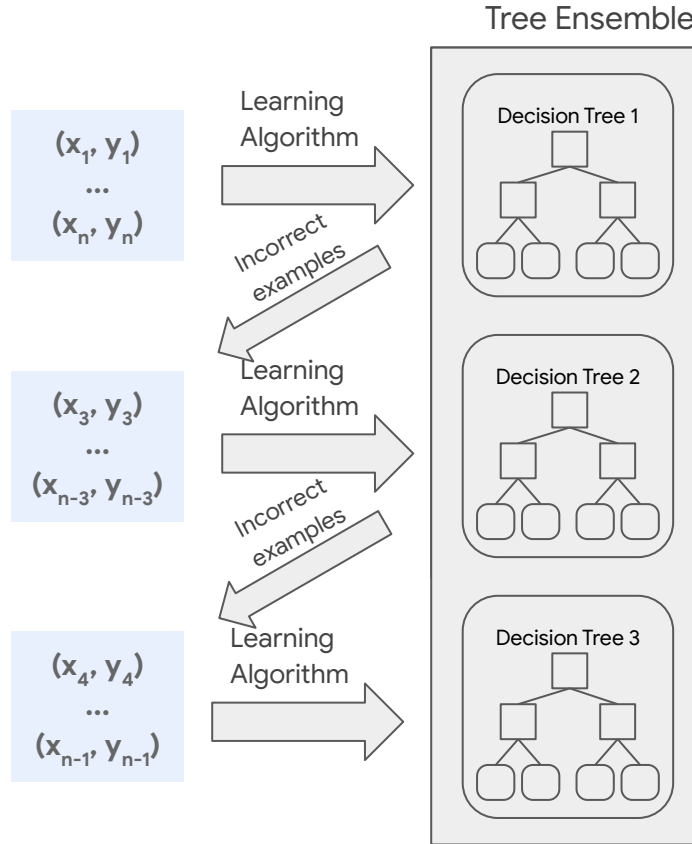 Tree Ensemble
Learning
Algorithm
Decision Tree 1
(x₁, y₁)
...
(xₙ, yₙ)
Incorrect
examples
Learning
Algorithm
Decision Tree 2
(x₃, y₃)
...
(xₙ₋₃, yₙ₋₃)
Incorrect
examples
Learning
Algorithm
Decision Tree 3
(x₄, y₄)
...
(xₙ₋₁, yₙ₋₁)